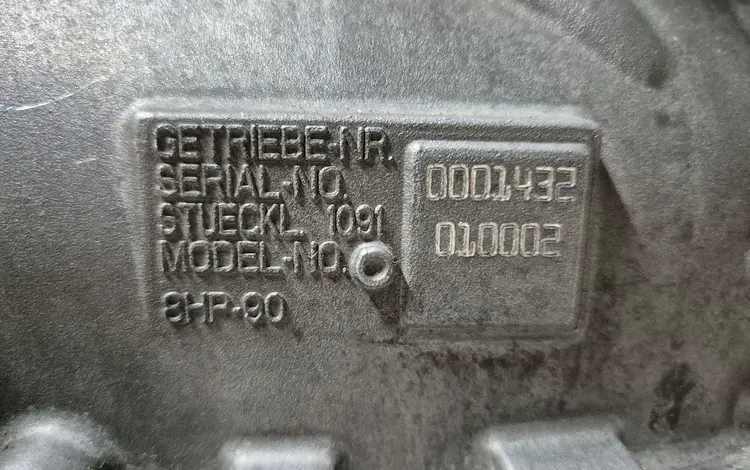 GETRIEBE-NR.
SERIAL-NO. 0001432
STUECKL. 1091
MODEL-NO. 010002
8HP-90